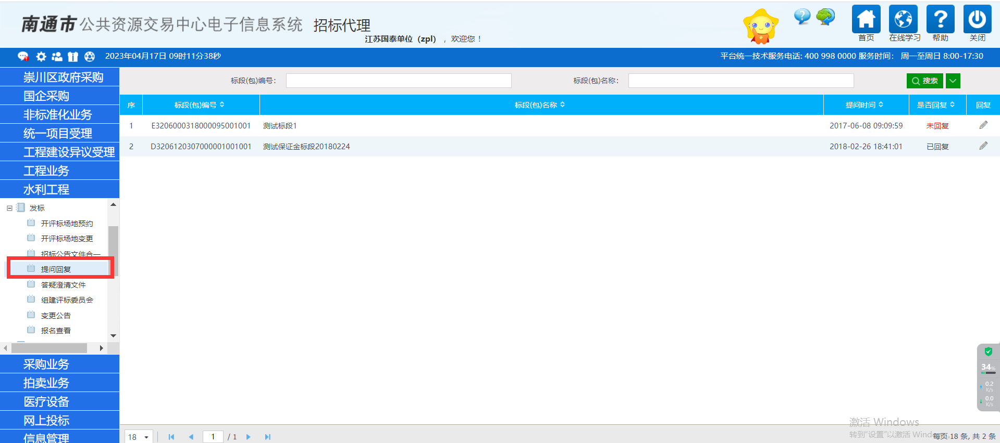 南通市公共资源交易中心电子信息系统 招标代理
江苏国泰单位（zpl） ，欢迎您！
首页 在线学习 帮助 关闭
2023年04月17日 09时11分38秒
平台统一技术服务电话: 400 998 0000 服务时间： 周一至周日 8:00-17:30
崇川区政府采购
国企采购
非标准化业务
统一项目受理
工程建设异议受理
工程业务
水利工程
发标
开评标场地预约
开评标场地变更
招标公告文件合一
提问回复
答疑澄清文件
组建评标委员会
变更公告
报名查看
采购业务
拍卖业务
医疗设备
网上投标
信息管理
标段(包)编号：
标段(包)名称：
搜索
序 标段(包)编号 标段(包)名称 提问时间 是否回复 回复
1 E3206000318000095001001 测试标段1 2017-06-08 09:09:59 未回复
2 D3206120307000001001001 测试保证金标段20180224 2018-02-26 18:41:01 已回复
34%
0.2
K/s
0.0
K/s
激活 Windows
转到"设置"以激活 Windows。
18 1 / 1
每页 18 条, 共 2 条